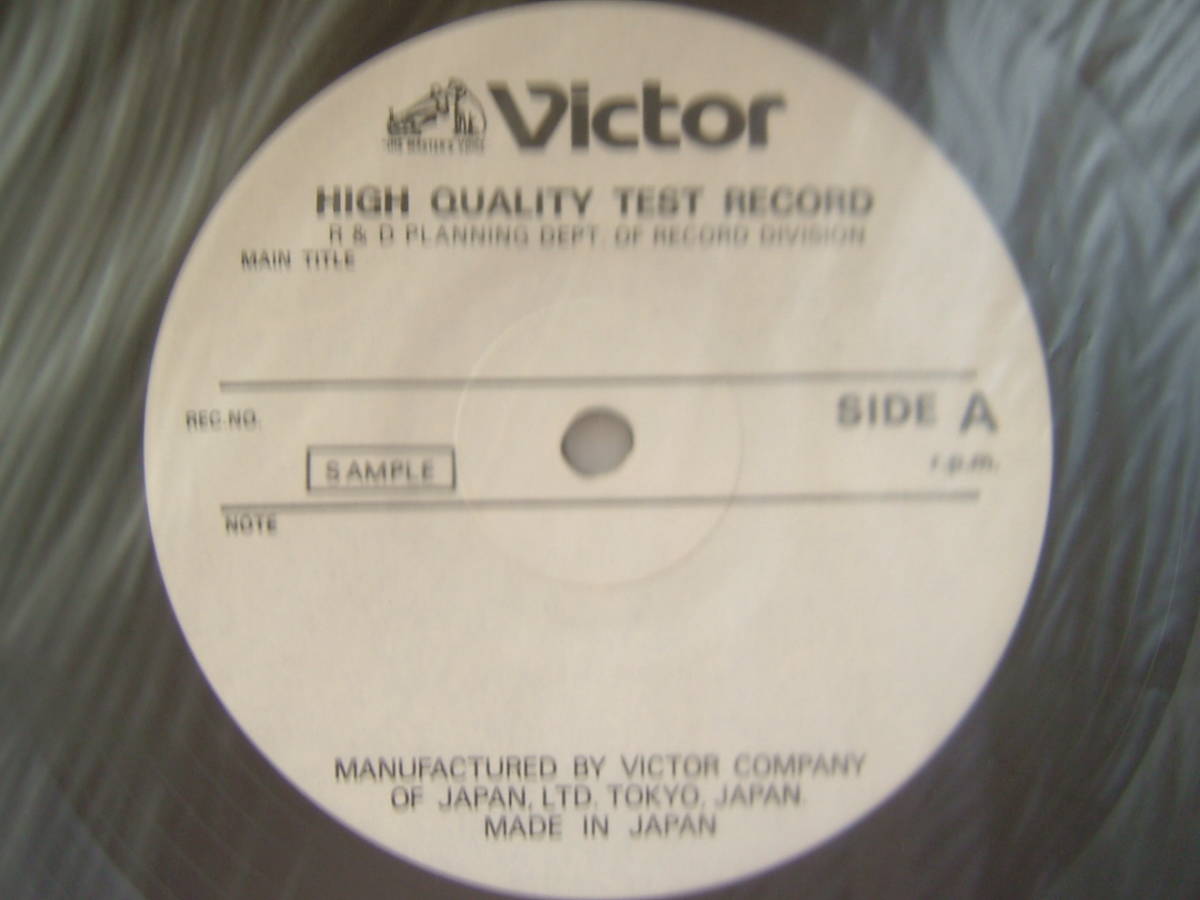 Victor
HIGH QUALITY TEST RECORD
R & D PLANNING DEPT. OF RECORD DIVISION
MAIN TITLE
SIDE A
REC.NO.
r.p.m.
SAMPLE
NOTE
MANUFACTURED BY VICTOR COMPANY
OF JAPAN, LTD. TOKYO, JAPAN.
MADE IN JAPAN